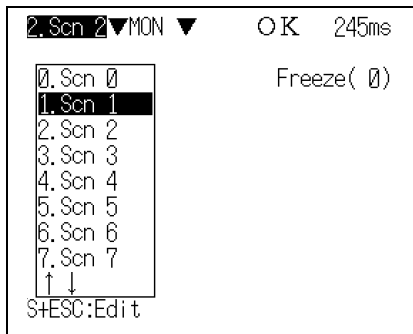 2.Scn 2▼MON ▼ OK 245ms
Freeze( 0)
0.Scn 0
1.Scn 1
2.Scn 2
3.Scn 3
4.Scn 4
5.Scn 5
6.Scn 6
7.Scn 7
↑ ↓
S+ESC:Edit